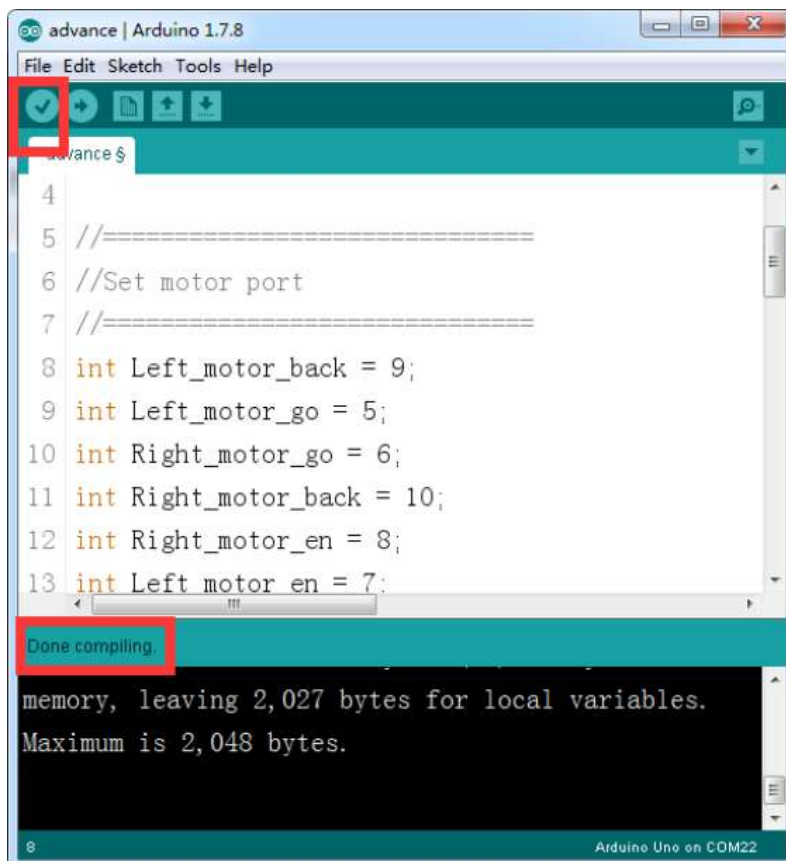 advance | Arduino 1.7.8
File Edit Sketch Tools Help
advance §
4
5 //==============================
6 //Set motor port
7 //==============================
8 int Left_motor_back = 9;
9 int Left_motor_go = 5;
10 int Right_motor_go = 6;
11 int Right_motor_back = 10;
12 int Right_motor_en = 8;
13 int Left_motor_en = 7;
Done compiling.
memory, leaving 2,027 bytes for local variables.
Maximum is 2,048 bytes.
8 Arduino Uno on COM22